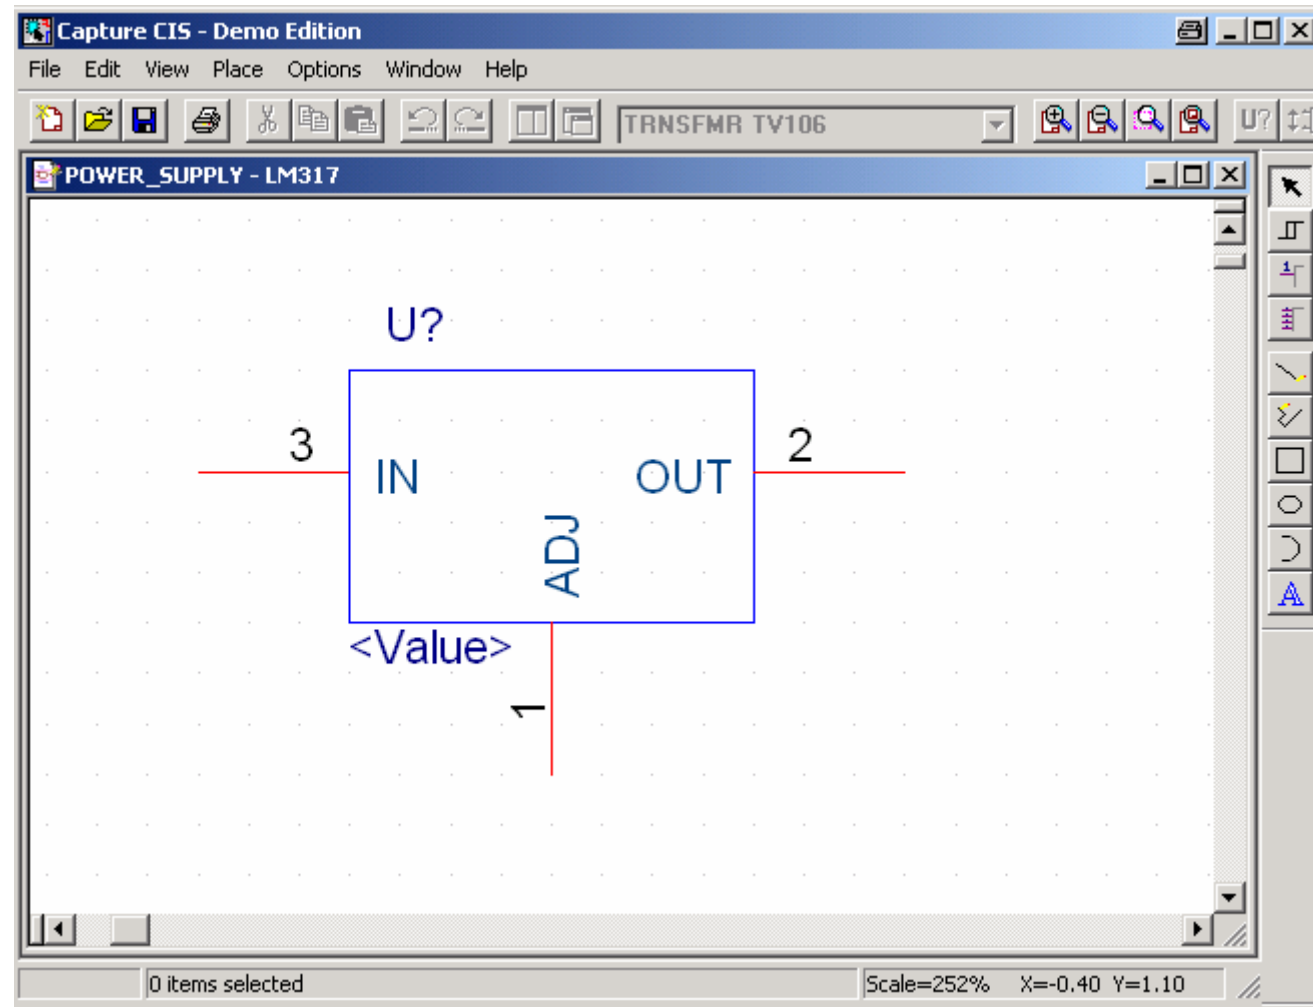 Capture CIS - Demo Edition
File Edit View Place Options Window Help
TRNSFMR TV106
U?
POWER_SUPPLY - LM317
1
U?
3
2
IN
OUT
ADJ
<Value>
1
A
0 items selected
Scale=252% X=-0.40 Y=1.10